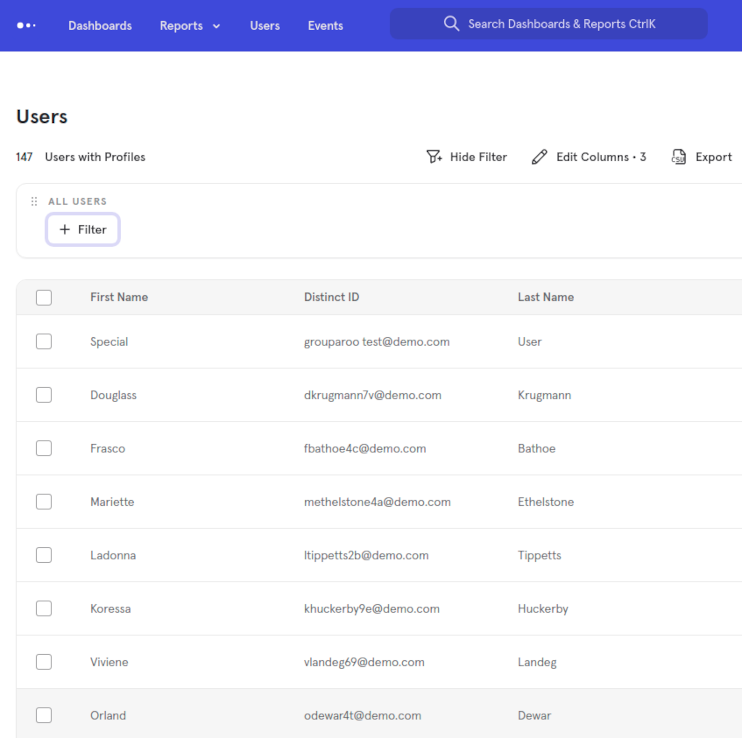 Dashboards Reports Users Events Search Dashboards & Reports CtrlK
Users
147 Users with Profiles Hide Filter Edit Columns • 3 CSV Export
ALL USERS
+ Filter
First Name Distinct ID Last Name
Special grouparoo test@demo.com User
Douglass dkrugmann7v@demo.com Krugmann
Frasco fbathoe4c@demo.com Bathoe
Mariette methelstone4a@demo.com Ethelstone
Ladonna ltippetts2b@demo.com Tippetts
Koressa khuckerby9e@demo.com Huckerby
Viviene vlandeg69@demo.com Landeg
Orland odewar4t@demo.com Dewar